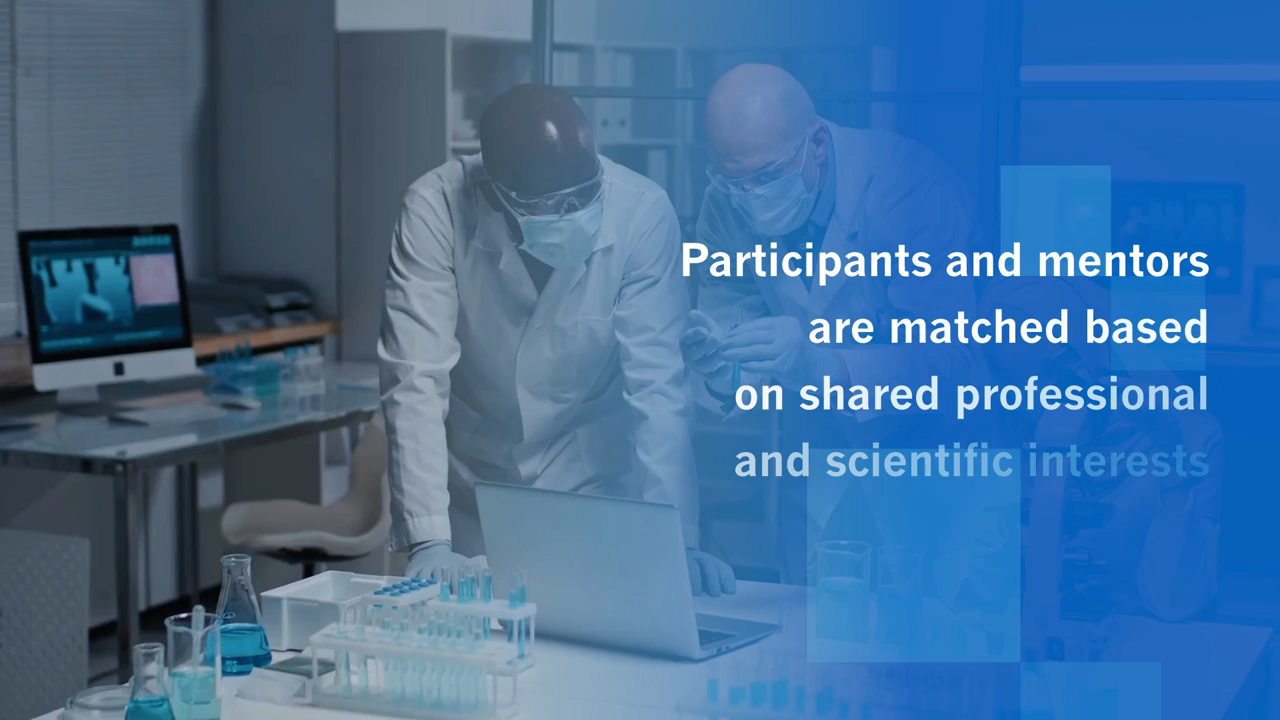 Participants and mentors
are matched based
on shared professional
and scientific interests